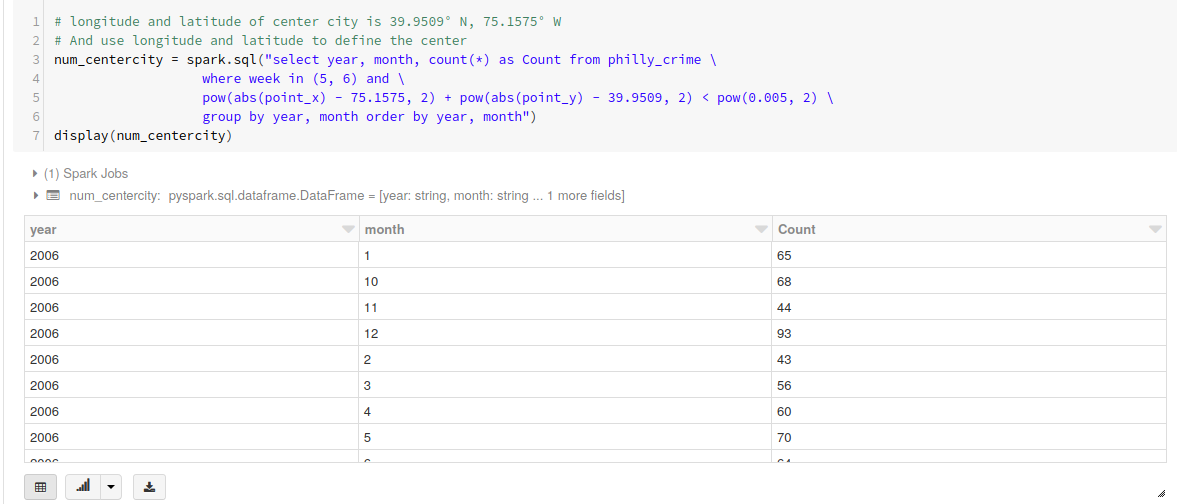 1 # longitude and latitude of center city is 39.9509° N, 75.1575° W
2 # And use longitude and latitude to define the center
3 num_centercity = spark.sql("select year, month, count(*) as Count from philly_crime \
4 where week in (5, 6) and \
5 pow(abs(point_x) - 75.1575, 2) + pow(abs(point_y) - 39.9509, 2) < pow(0.005, 2) \
6 group by year, month order by year, month")
7 display(num_centercity)
(1) Spark Jobs
num_centercity: pyspark.sql.dataframe.DataFrame = [year: string, month: string ... 1 more fields]
year month Count
2006 1 65
2006 10 68
2006 11 44
2006 12 93
2006 2 43
2006 3 56
2006 4 60
2006 5 70